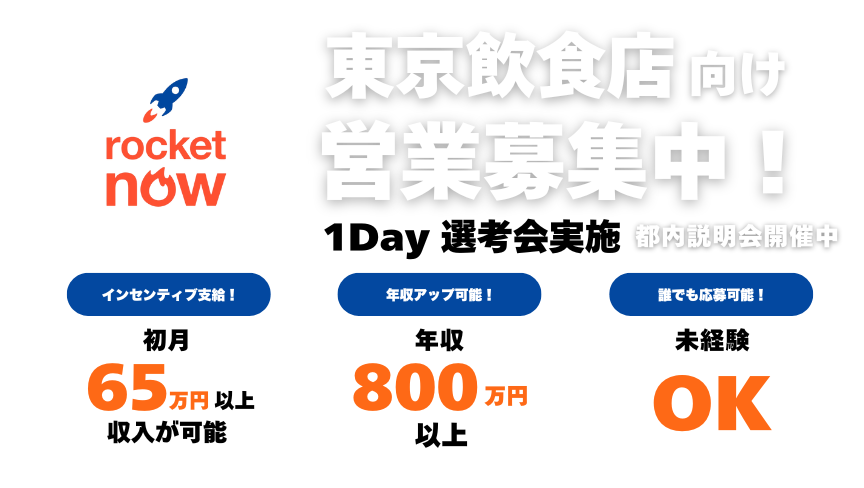 rocket
now
東京飲食店 向け
営業募集中！
1Day 選考会実施 都内説明会開催中
インセンティブ支給！
初月
65万円 以上
収入が可能
年収アップ可能！
年収
800 万円
以上
誰でも応募可能！
未経験
OK